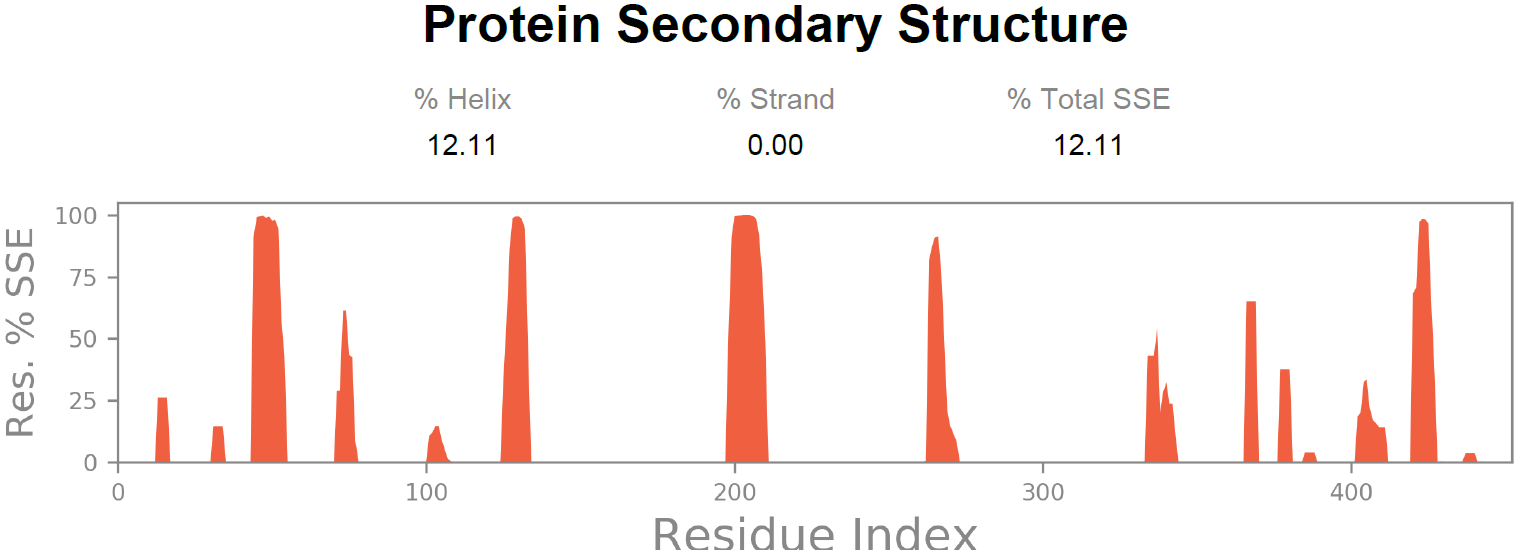 Protein Secondary Structure
% Helix % Strand % Total SSE
12.11 0.00 12.11
Res. % SSE
100
75
50
25
0
0 100 200 300 400
Residue Index